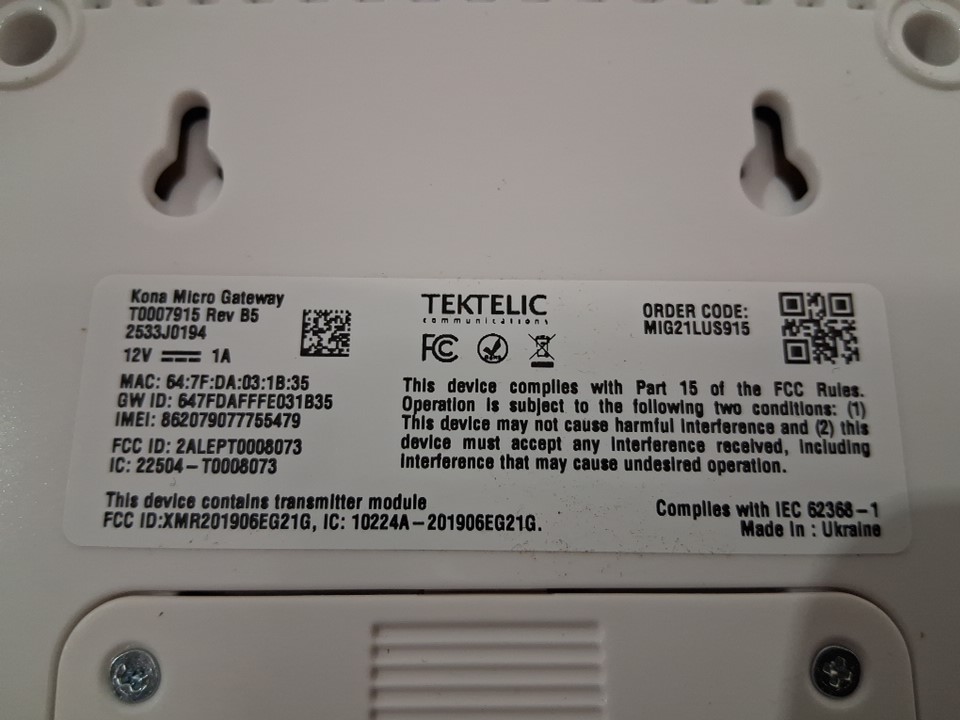 Kona Micro Gateway
T0007915 Rev B5
2533J0194
12V 1A
MAC: 64:7F:DA:03:1B:35
GW ID: 647FDAFFFE031B35
IMEI: 862079077755479
FCC ID: 2ALEPT0008073
IC: 22504-T0008073
This device contains transmitter module
FCC ID:XMR201906EG21G, IC: 10224A-201906EG21G.
TEKTELIC
communications
FC
ORDER CODE:
MIG21LUS915
This device complies with Part 15 of the FCC Rules.
Operation is subject to the following two conditions: (1)
This device may not cause harmful interference and (2) this
device must accept any interference received, including
interference that may cause undesired operation.
Complies with IEC 62368-1
Made in : Ukraine